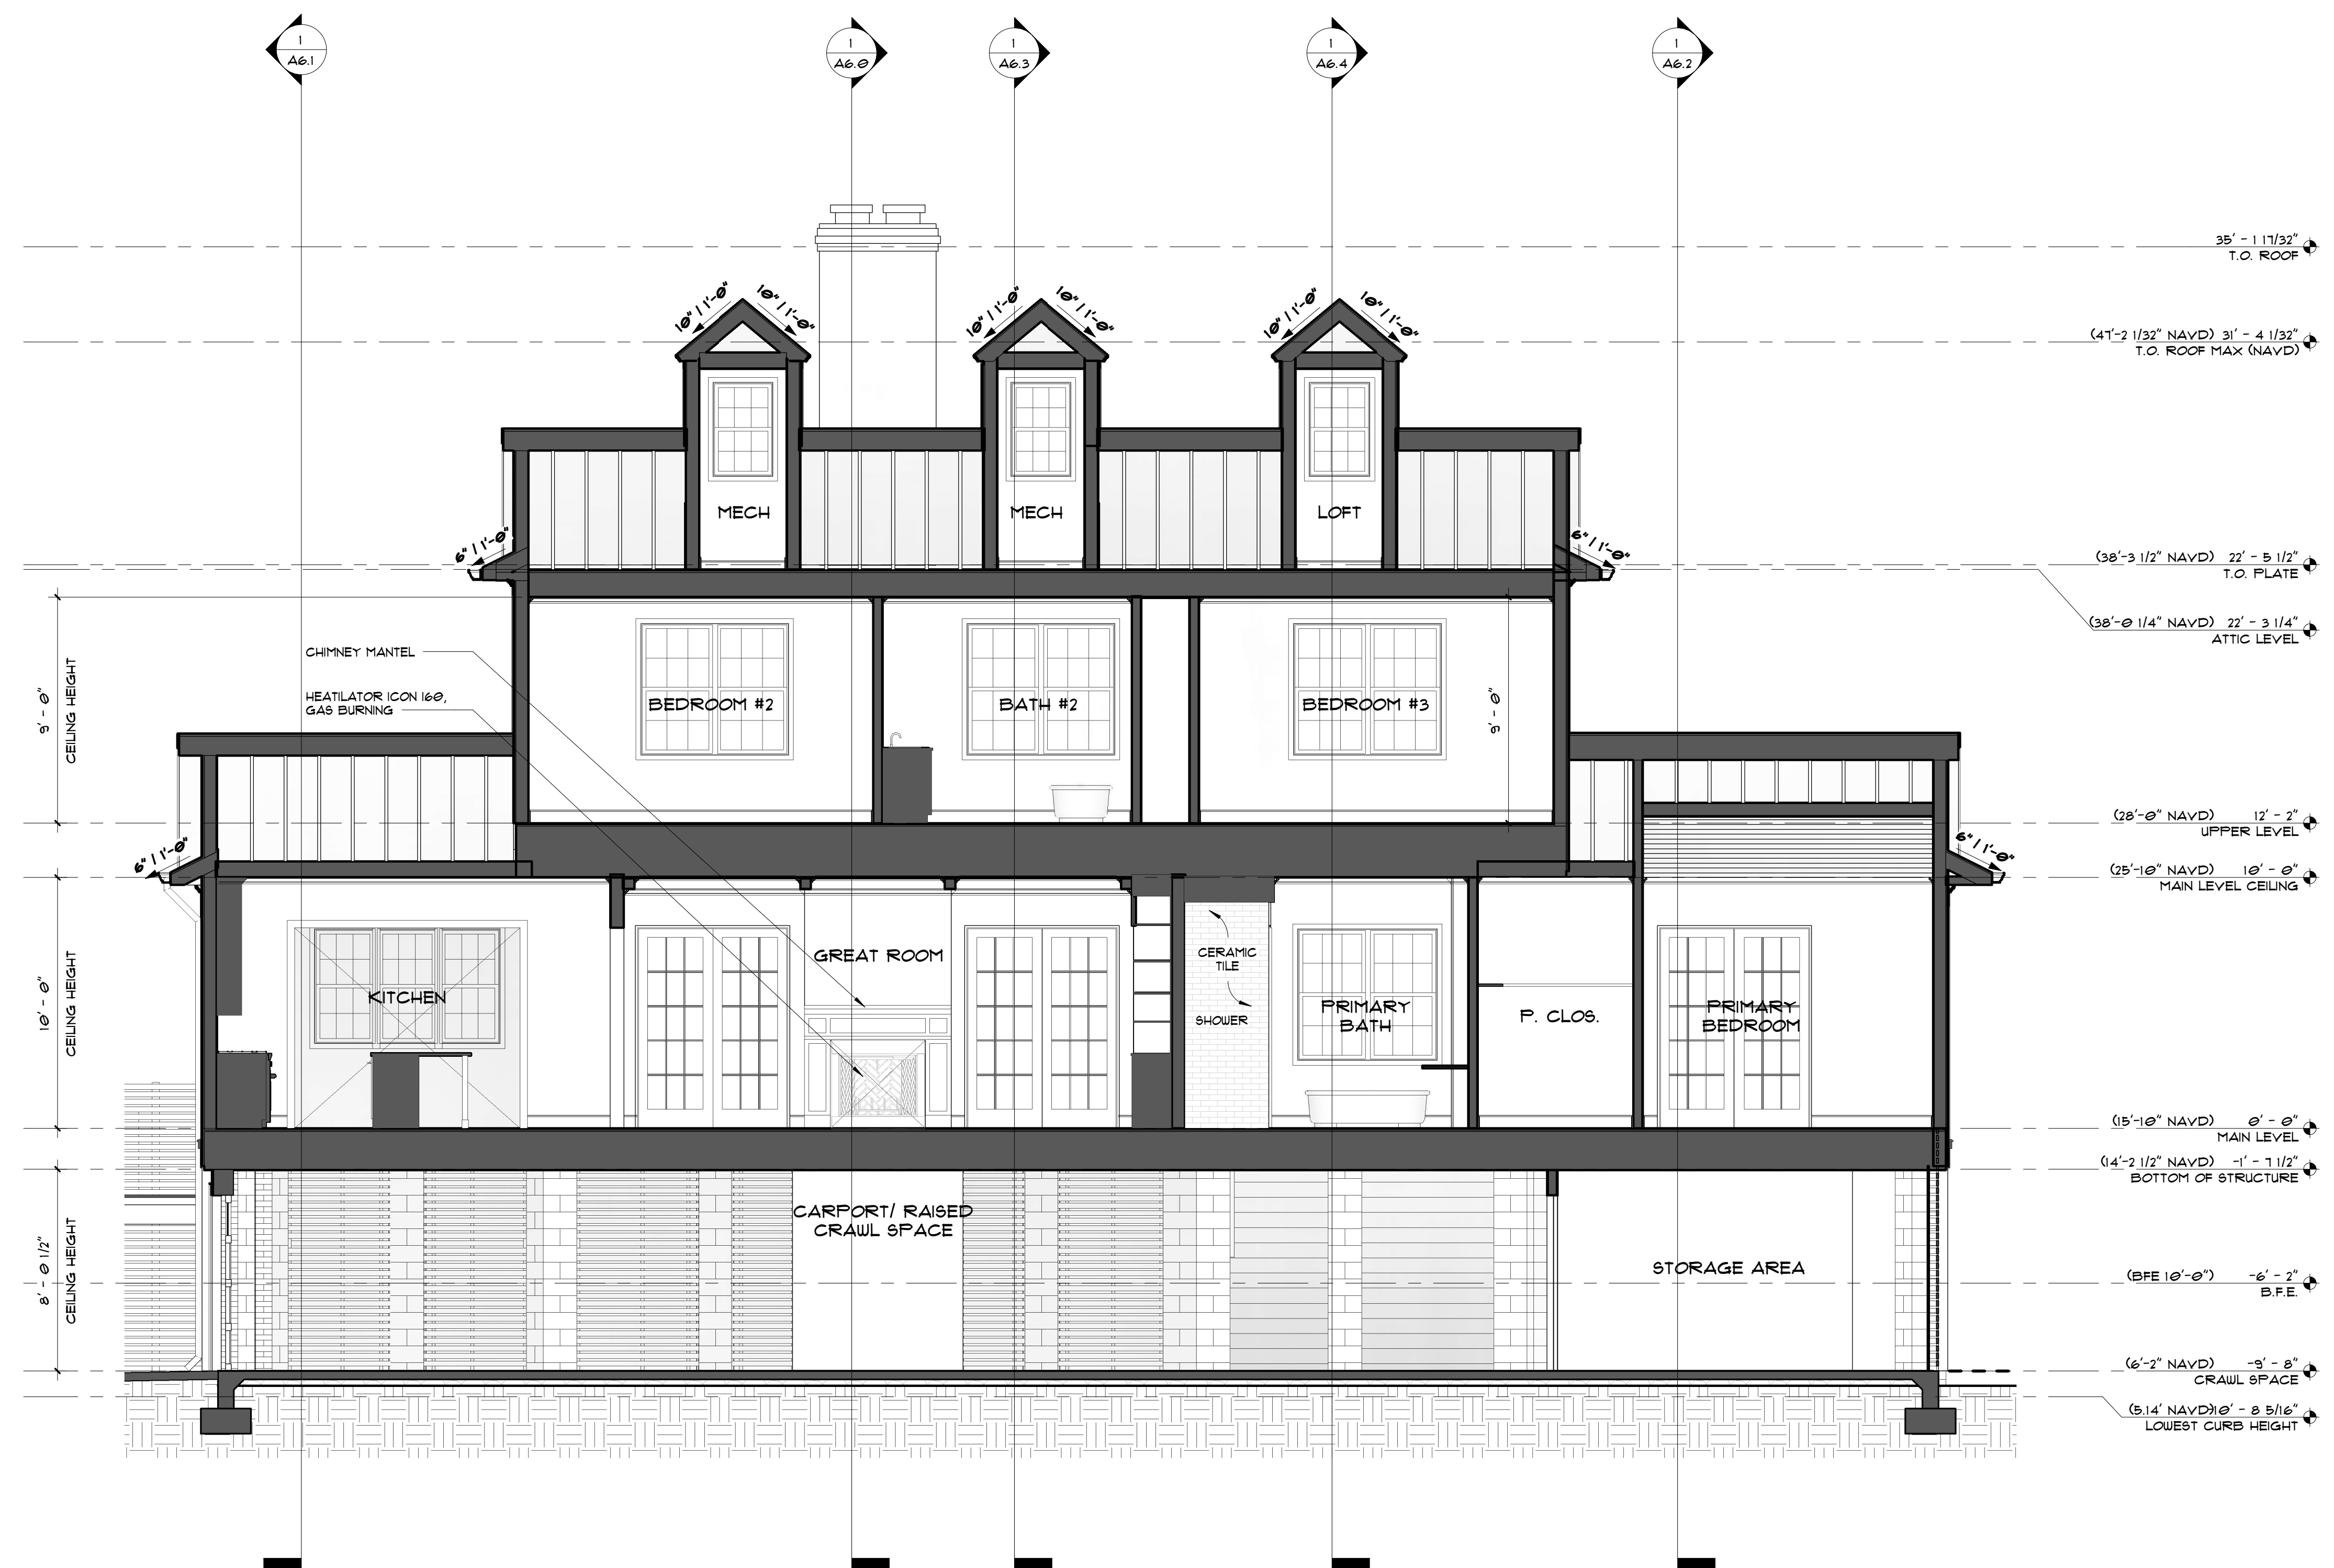 1
A6.1
1
A6.0
1
A6.3
1
A6.4
1
A6.2
35' - 1 17/32"
T.O. ROOF
(47'-2 1/32" NAVD) 31' - 4 1/32"
T.O. ROOF MAX (NAVD)
10" / 1'-0"
10" / 1'-0"
10" / 1'-0"
10" / 1'-0"
10" / 1'-0"
10" / 1'-0"
MECH
MECH
LOFT
6" / 1'-0"
6" / 1'-0"
(38'-3 1/2" NAVD) 22' - 5 1/2"
T.O. PLATE
(38'-0 1/4" NAVD) 22' - 3 1/4"
ATTIC LEVEL
CHIMNEY MANTEL
HEATILATOR ICON 160,
GAS BURNING
9' - 0"
CEILING HEIGHT
BEDROOM #2
BATH #2
BEDROOM #3
9' - 0"
(28'-0" NAVD) 12' - 2"
UPPER LEVEL
6" / 1'-0"
6" / 1'-0"
(25'-10" NAVD) 10' - 0"
MAIN LEVEL CEILING
10' - 0"
CEILING HEIGHT
KITCHEN
GREAT ROOM
CERAMIC
TILE
SHOWER
PRIMARY
BATH
P. CLOS.
PRIMARY
BEDROOM
(15'-10" NAVD) 0' - 0"
MAIN LEVEL
(14'-2 1/2" NAVD) -1' - 7 1/2"
BOTTOM OF STRUCTURE
8' - 0 1/2"
CEILING HEIGHT
CARPORT/ RAISED
CRAWL SPACE
STORAGE AREA
(BFE 10'-0") -6' - 2"
B.F.E.
(6'-2" NAVD) -9' - 8"
CRAWL SPACE
(5.14' NAVD) 10' - 8 5/16"
LOWEST CURB HEIGHT